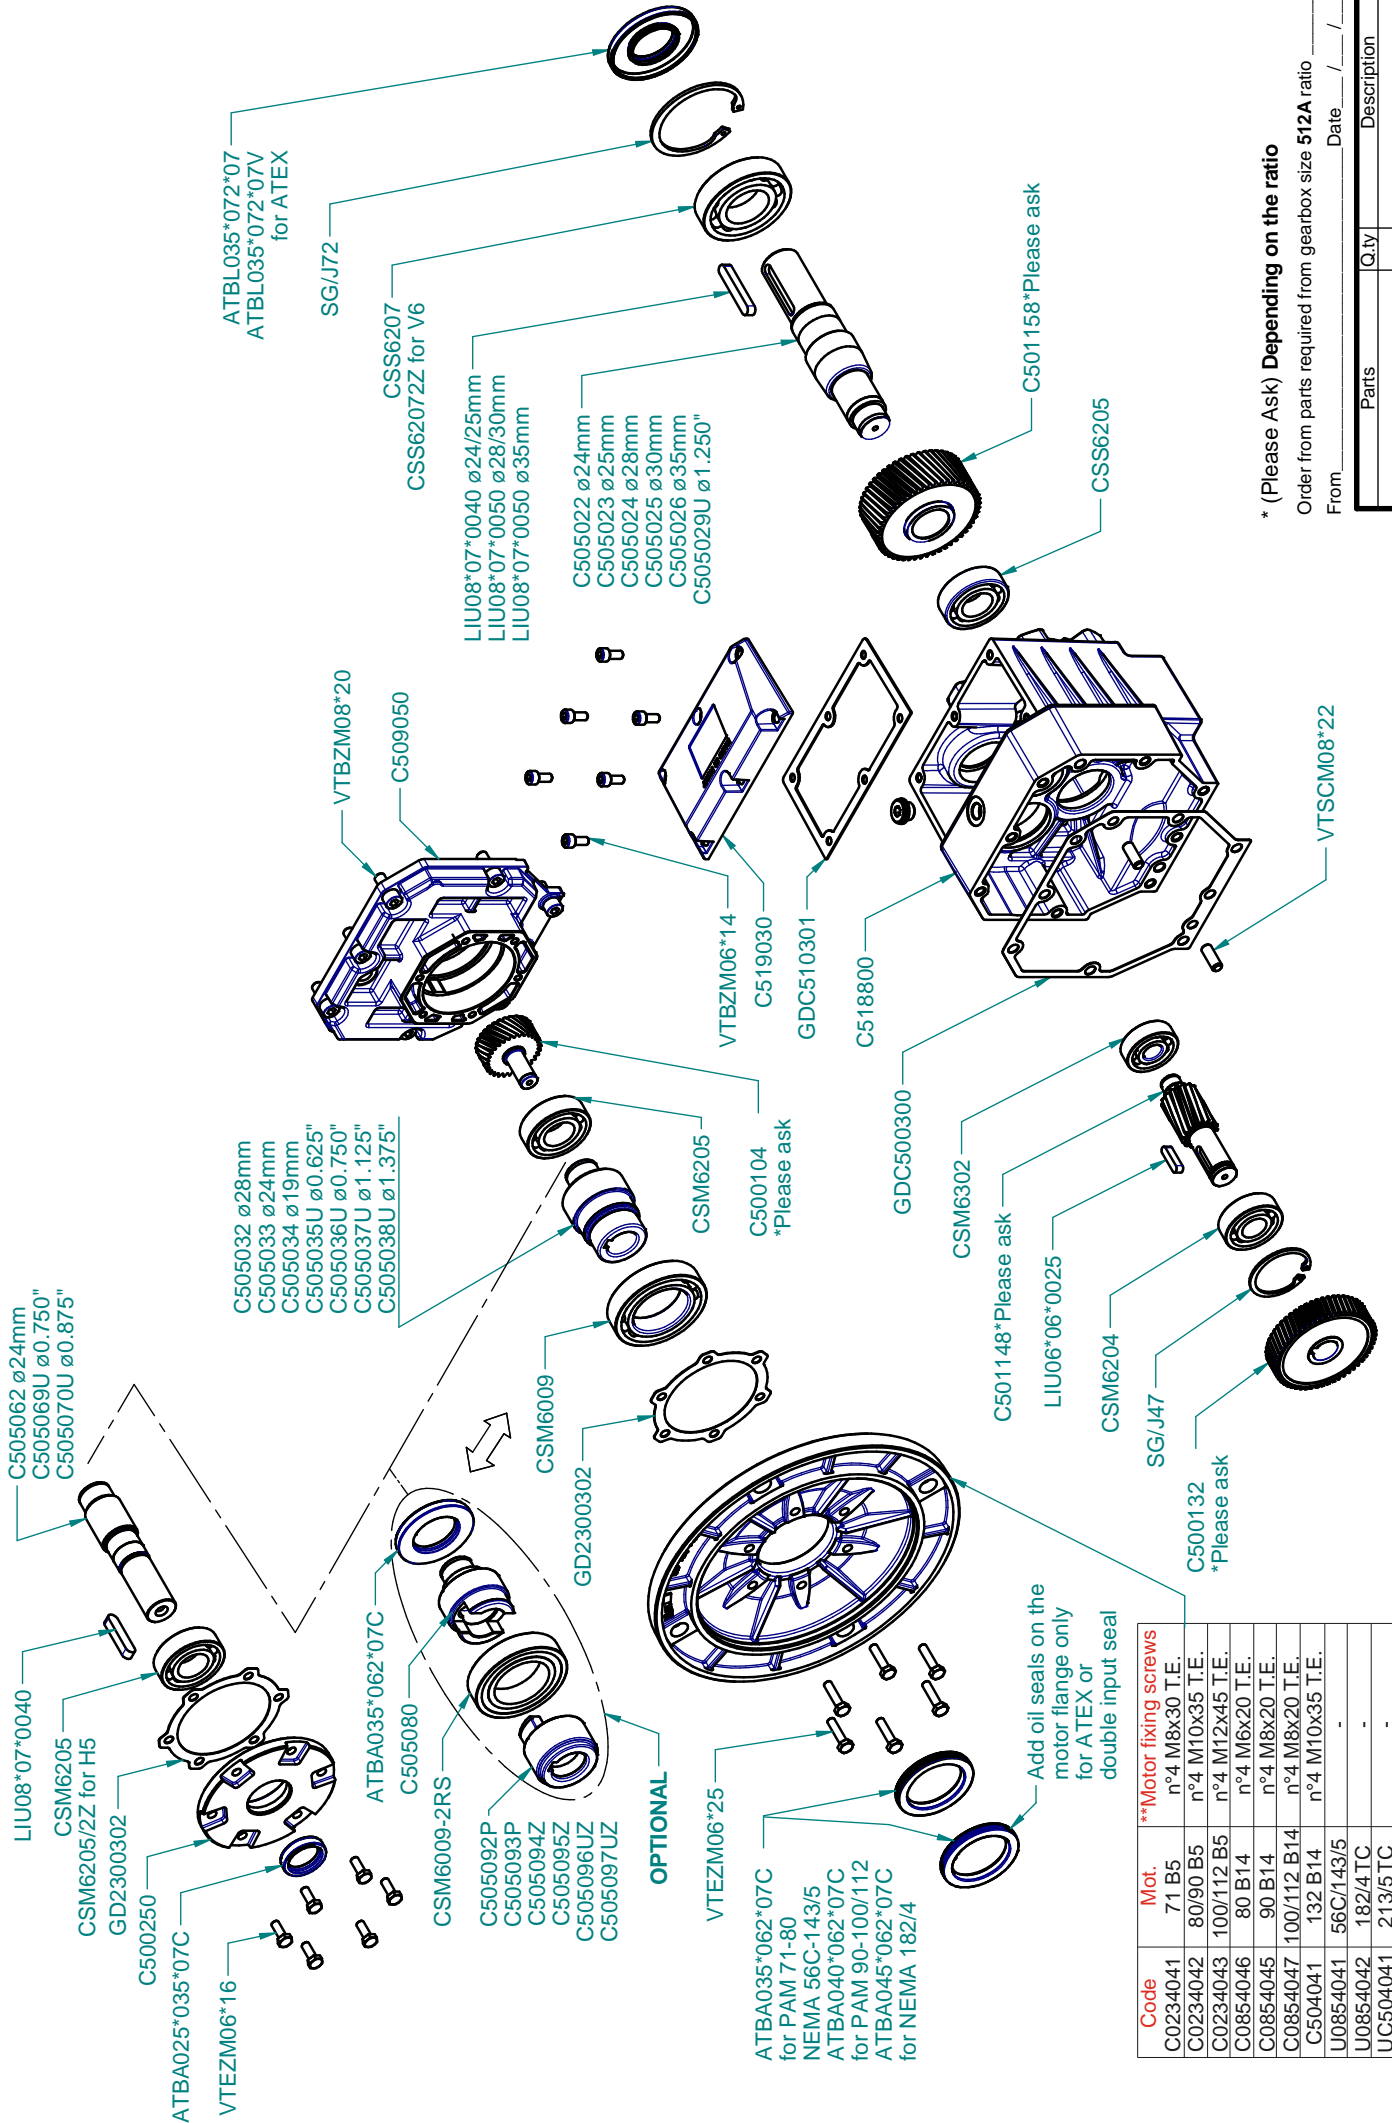 C505062 ø24mm
C505069U ø0.750"
C505070U ø0.875"
LIU08*07*0040
CSM6205
CSM6205/2Z for H5
GD2300302
C500250
ATBA025*035*07C
VTEZM06*16
C505032 ø28mm
C505033 ø24mm
C505034 ø19mm
C505035U ø0.625"
C505036U ø0.750"
C505037U ø1.125"
C505038U ø1.375"
ATBA035*062*07C
C505080
CSM6009-2RS
C505092P
C505093P
C505094Z
C505095Z
C505096UZ
C505097UZ
OPTIONAL
CSM6009
GD2300302
CSM6205
C500104
*Please ask
VTBZM08*20
C509050
VTEZM06*25
ATBA035*062*07C
for PAM 71-80
NEMA 56C-143/5
ATBA040*062*07C
for PAM 90-100/112
ATBA045*062*07C
for NEMA 182/4
Add oil seals on the
motor flange only
for ATEX or
double input seal
ATBL035*072*07
ATBL035*072*07V
for ATEX
SG/J72
CSS6207
CSS62072Z for V6
LIU08*07*0040 ø24/25mm
LIU08*07*0050 ø28/30mm
LIU08*07*0050 ø35mm
C505022 ø24mm
C505023 ø25mm
C505024 ø28mm
C505025 ø30mm
C505026 ø35mm
C505029U ø1.250"
C501158*Please ask
CSS6205
VTBZM06*14
C519030
GDC510301
C518800
GDC500300
VTSCM08*22
CSM6302
C501148*Please ask
LIU06*06*0025
CSM6204
SG/J47
C500132
*Please ask
Code Mot. **Motor fixing screws
C0234041 71 B5 n°4 M8x30 T.E.
C0234042 80/90 B5 n°4 M10x35 T.E.
C0234043 100/112 B5 n°4 M12x45 T.E.
C0854046 80 B14 n°4 M6x20 T.E.
C0854045 90 B14 n°4 M8x20 T.E.
C0854047 100/112 B14 n°4 M8x20 T.E.
C504041 132 B14 n°4 M10x35 T.E.
U0854041 56C/143/5 -
U0854042 182/4 TC -
UC504041 213/5 TC -
* (Please Ask) Depending on the ratio
Order from parts required from gearbox size 512A ratio ____
From____________________Date___ /___ /
Parts Q.ty Description